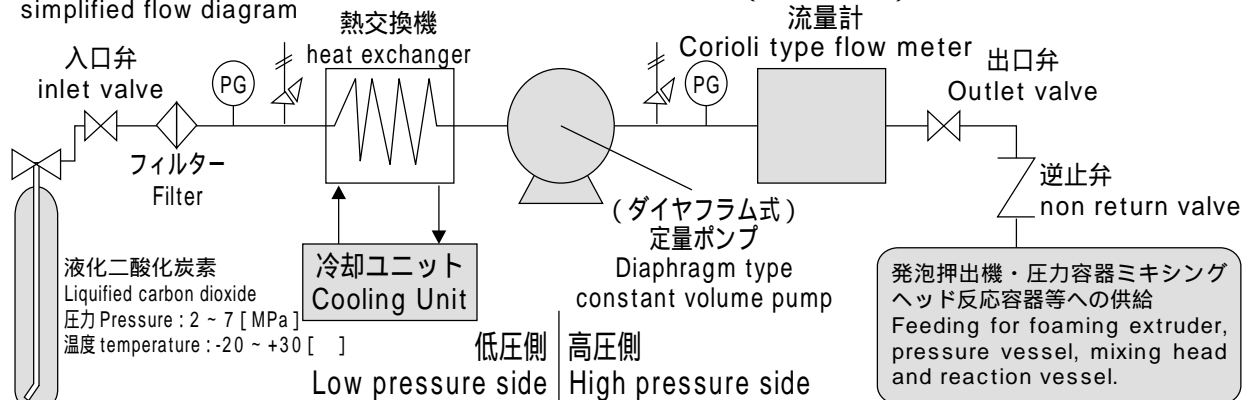 simplified flow diagram
熱交換機
heat exchanger
入口弁
inlet valve
PG
フィルター
Filter
流量計
Corioli type flow meter
PG
出口弁
Outlet valve
逆止弁
non return valve
(ダイヤフラム式)
定量ポンプ
Diaphragm type
constant volume pump
冷却ユニット
Cooling Unit
液化二酸化炭素
Liquified carbon dioxide
圧力 Pressure : 2 ~ 7 [ MPa ]
温度 temperature : -20 ~ +30 [ ]
低圧側 高圧側
Low pressure side High pressure side
発泡押出機・圧力容器ミキシング
ヘッド反応容器等への供給
Feeding for foaming extruder,
pressure vessel, mixing head
and reaction vessel.